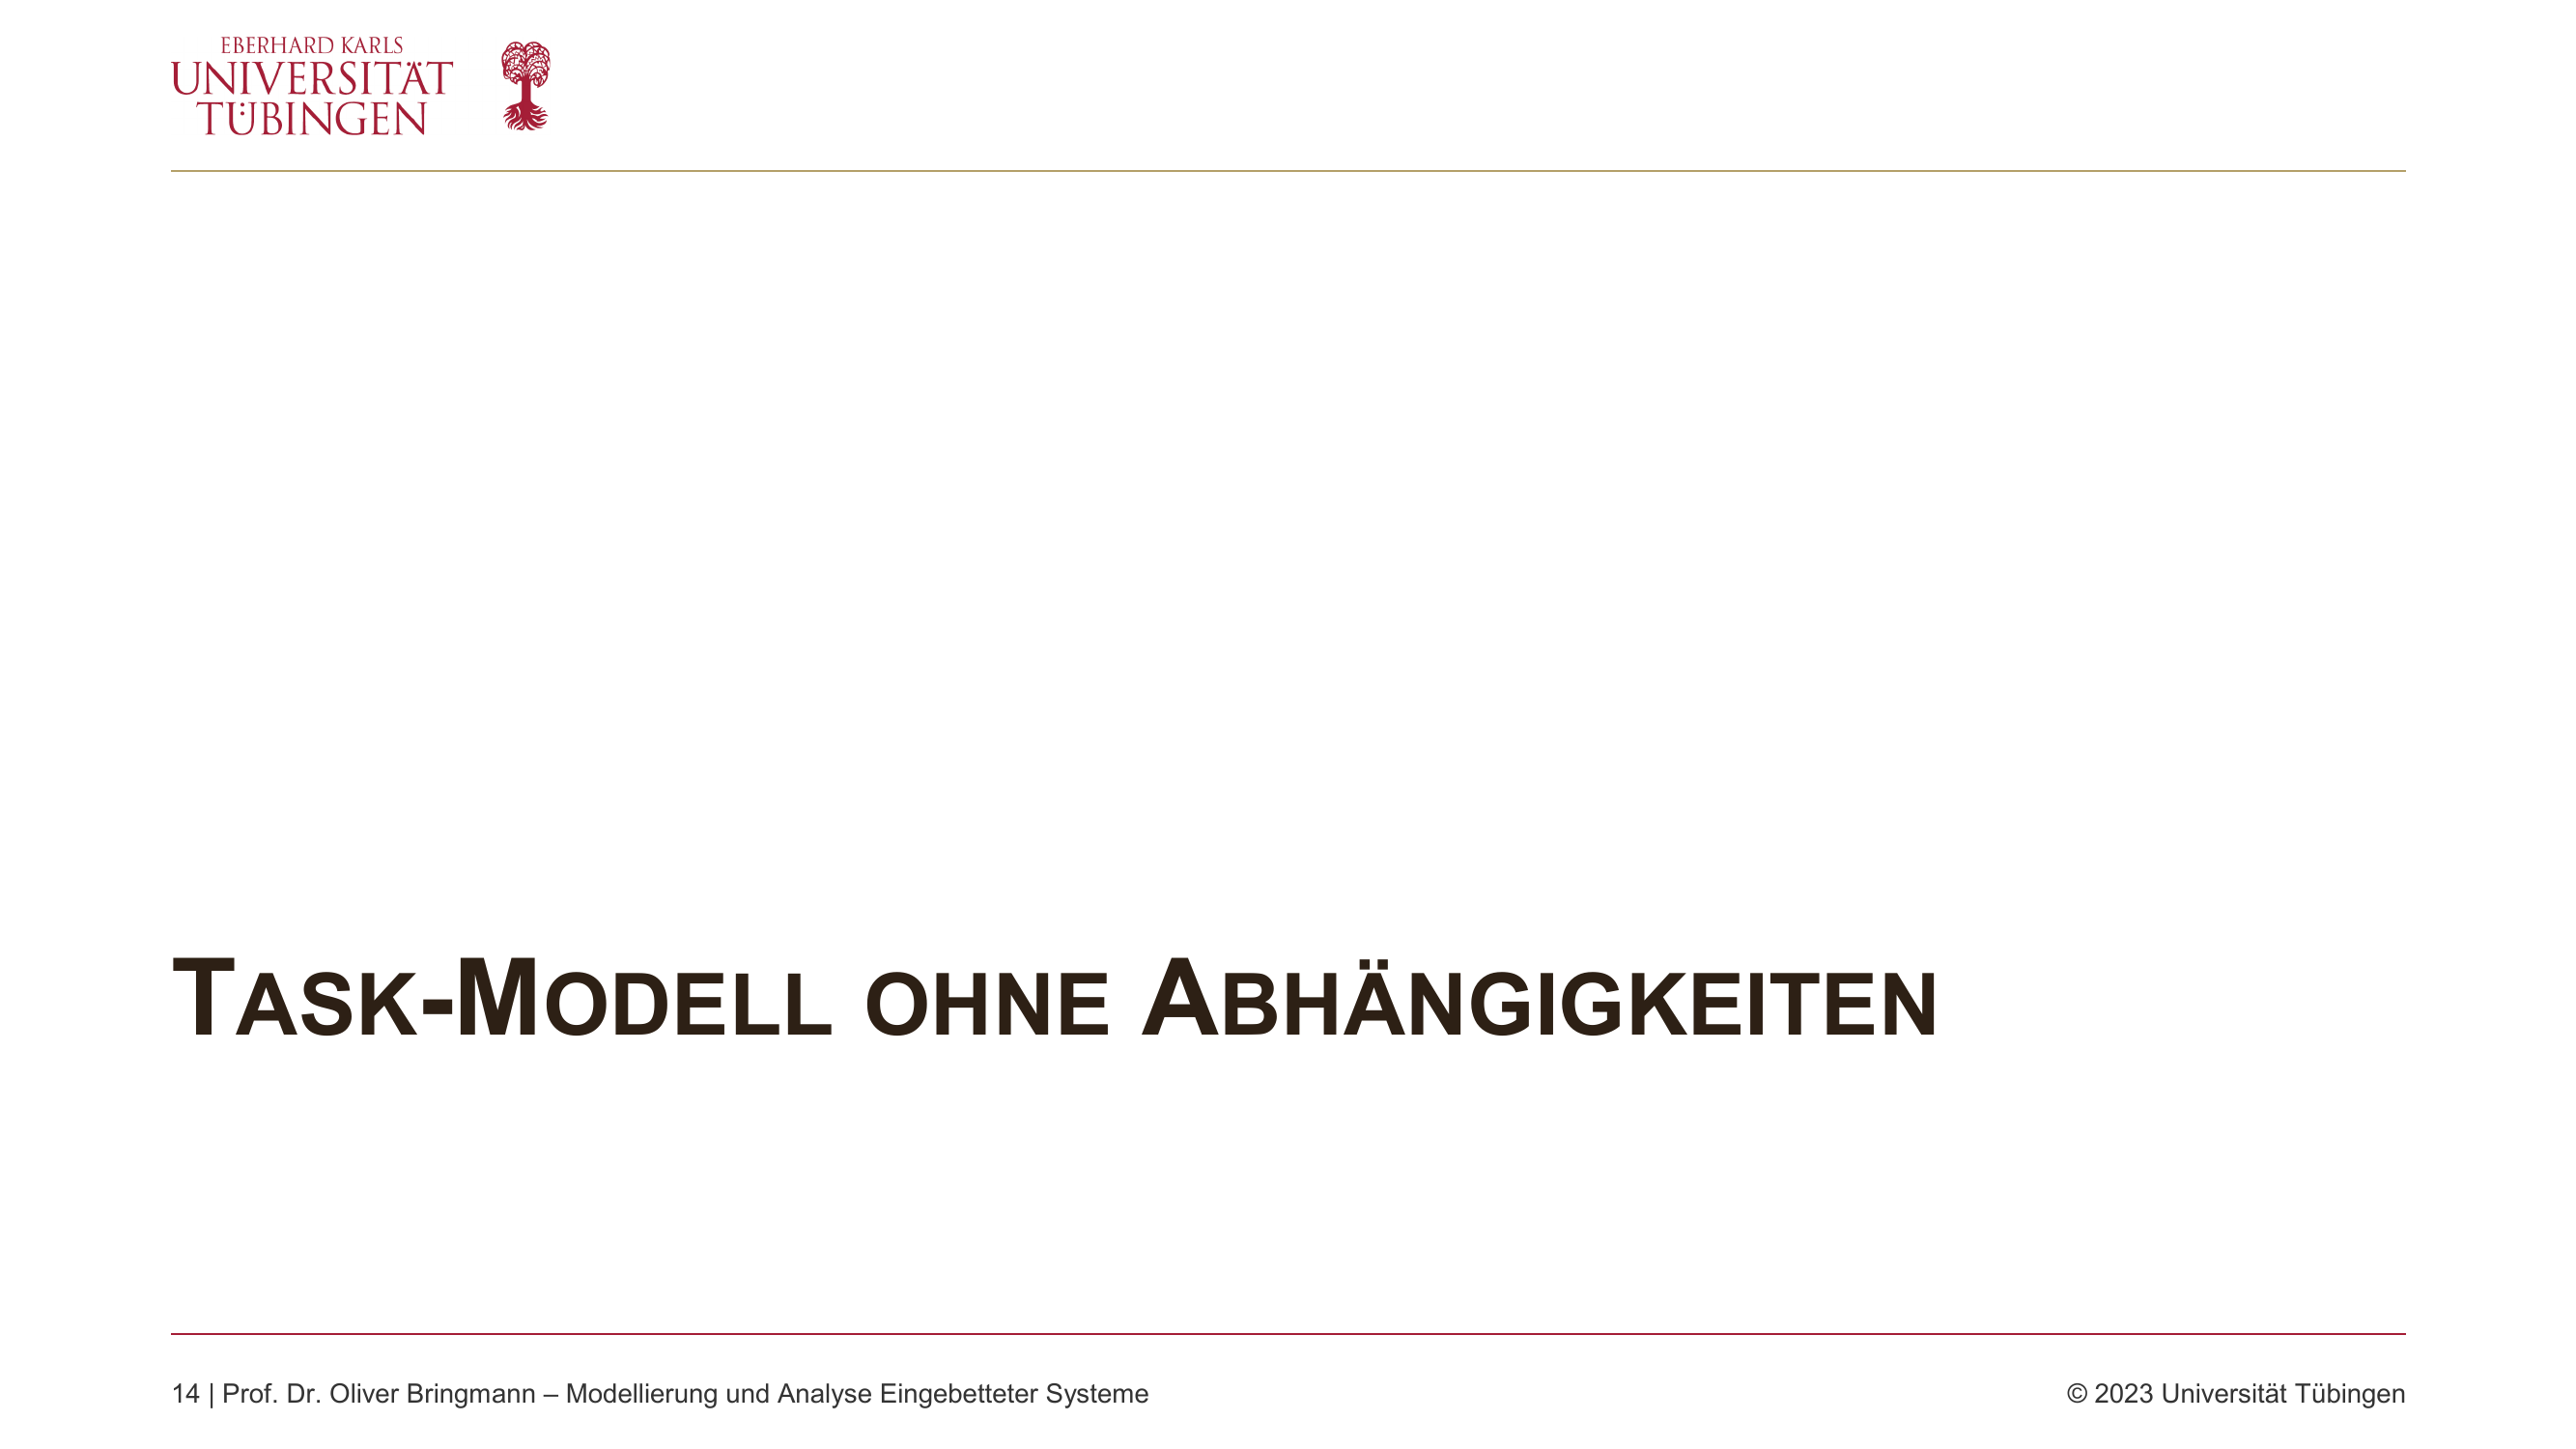 EBERHARD KARLS
UNIVERSITÄT
TÜBINGEN
TASK-MODELL OHNE ABHÄNGIGKEITEN
14 | Prof. Dr. Oliver Bringmann – Modellierung und Analyse Eingebetteter Systeme
© 2023 Universität Tübingen